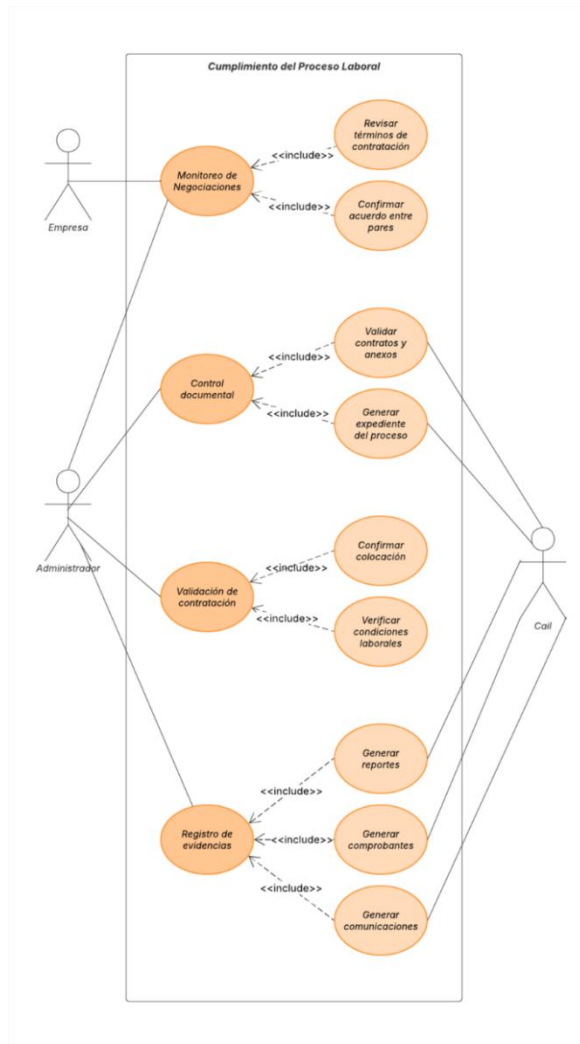 Cumplimiento del Proceso Laboral
Revisar
términos de
contratación
<<include>>
Monitoreo de
Negociaciones
<<include>>
Confirmar
acuerdo entre
pares
Empresa
Validar
contratos y
anexos
<<include>>
Control
documental
<<include>>
Generar
expediente
del proceso
Administrador
Confirmar
colocación
<<include>>
Validación de
contratación
<<include>>
Verificar
condiciones
laborales
Cail
Generar
reportes
<<include>>
Registro de
evidencias
<<include>>
Generar
comprobantes
<<include>>
Generar
comunicaciones